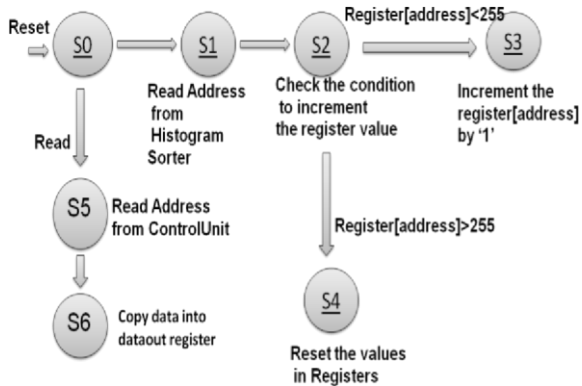 Reset
S0
S1
S2
Register[address]<255
S3
Read Address
from
Histogram
Sorter
Check the condition
to increment
the register value
Increment the
register[address]
by ‘1’
Read
S5
Read Address
from ControlUnit
Register[address]>255
S6
Copy data into
dataout register
S4
Reset the values
in Registers